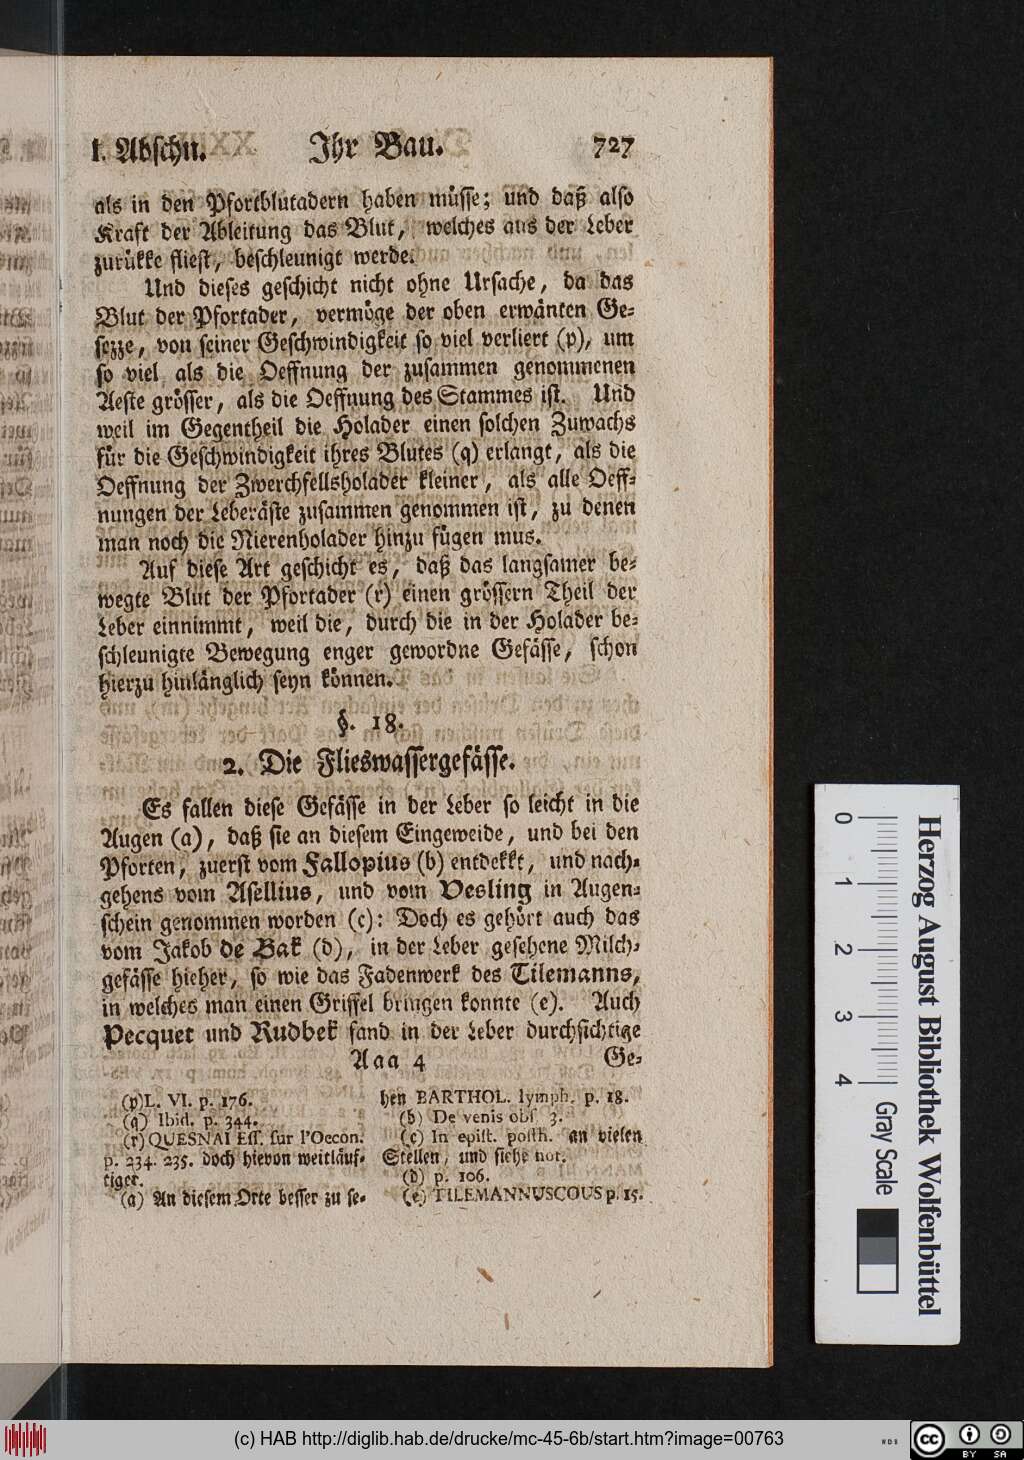 I. Abschn. Ihr Bau. 727
als in den Pfortblutadern haben müsse; und daß also
Kraft der Ableitung das Blut, welches aus der Leber
zurükke fliest, beschleunigt werde.
Und dieses geschicht nicht ohne Ursache, da das
Blut der Pfortader, vermöge der oben erwänten Ge-
sezze, von seiner Geschwindigkeit so viel verliert (p), um
so viel als die Oeffnung der zusammen genommenen
Aeste grösser, als die Oeffnung des Stammes ist. Und
weil im Gegentheil die Holader einen solchen Zuwachs
für die Geschwindigkeit ihres Blutes (q) erlangt, als die
Oeffnung der Zwerchfellsholader kleiner, als alle Oeff-
nungen der Leberäste zusammen genommen ist, zu denen
man noch die Nierenholader hinzu fügen mus.
Auf diese Art geschicht es, daß das langsamer be-
wegte Blut der Pfortader (r) einen grössern Theil der
Leber einnimmt, weil die, durch die in der Holader be-
schleunigte Bewegung enger gewordne Gefässe, schon
hierzu hinlänglich seyn können.
§. 18.
2. Die Flieswassergefässe.
Es fallen diese Gefässe in der Leber so leicht in die
Augen (a), daß sie an diesem Eingeweide, und bei den
Pforten, zuerst vom Fallopius (b) entdekkt, und nach-
gehens vom Asellius, und vom Vesling in Augen-
schein genommen worden (c): Doch es gehört auch das
vom Jakob de Bak (d), in der Leber gesehene Milch-
gefässe hieher, so wie das Fadenwerk des Tilemanns,
in welches man einen Griffel bringen konnte (e). Auch
Pecquet und Rudbek fand in der Leber durchsichtige
Aaa 4 Ge-
(p) L. VI. p. 176.
(q) Ibid. p. 344.
(r) QUESNAI Ess. sur l'Oecon.
p. 234. 235. doch hievon weitläuf-
tiger.
(a) An diesem Orte besser zu se-
hen BARTHOL. lymph. p. 18.
(b) De venis obs 3.
(c) In epist. posth. an vielen
Stellen, und siehe not.
(d) p. 106.
(e) TILEMANNUSCOUS p. 15.
0 1 2 3 4
Gray Scale
Herzog August Bibliothek Wolfenbüttel
(c) HAB http://diglib.hab.de/drucke/mc-45-6b/start.htm?image=00763
cc BY SA